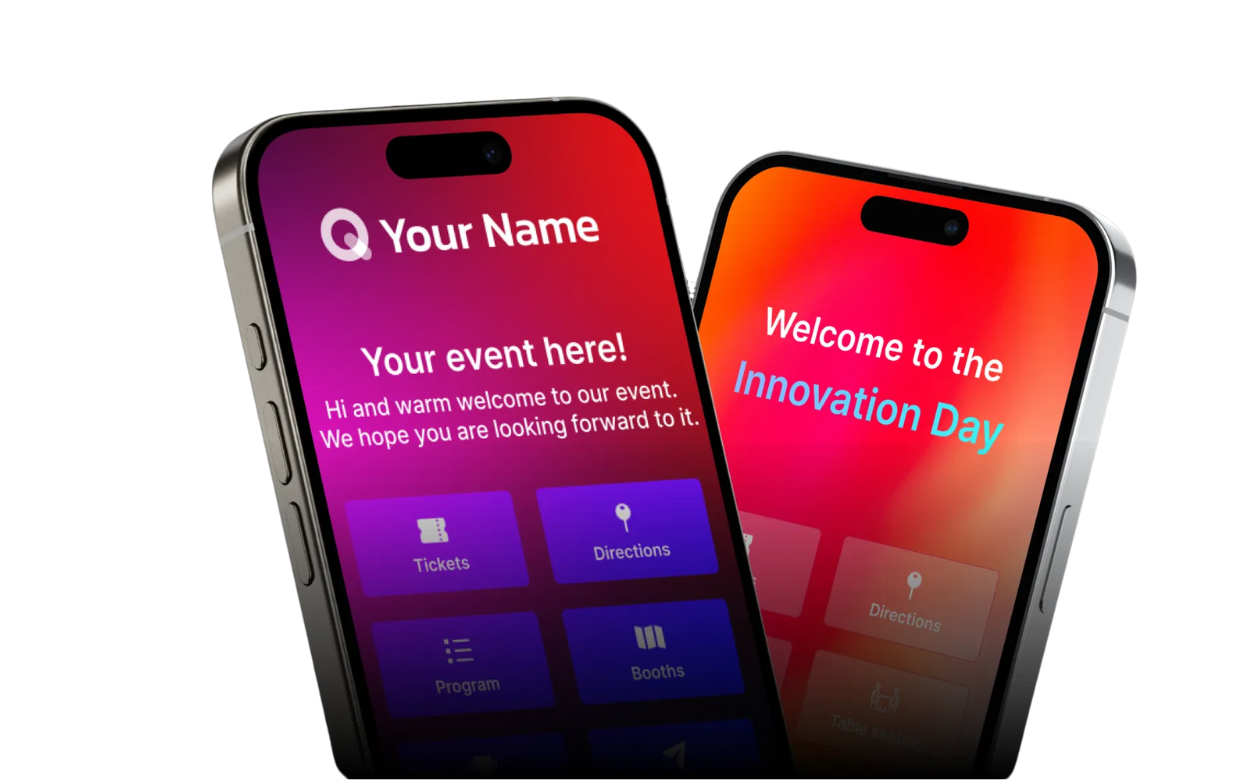 Your Name
Your event here!
Hi and warm welcome to our event.
We hope you are looking forward to it.
Tickets
Directions
Program
Booths
Welcome to the
Innovation Day
Directions
Table